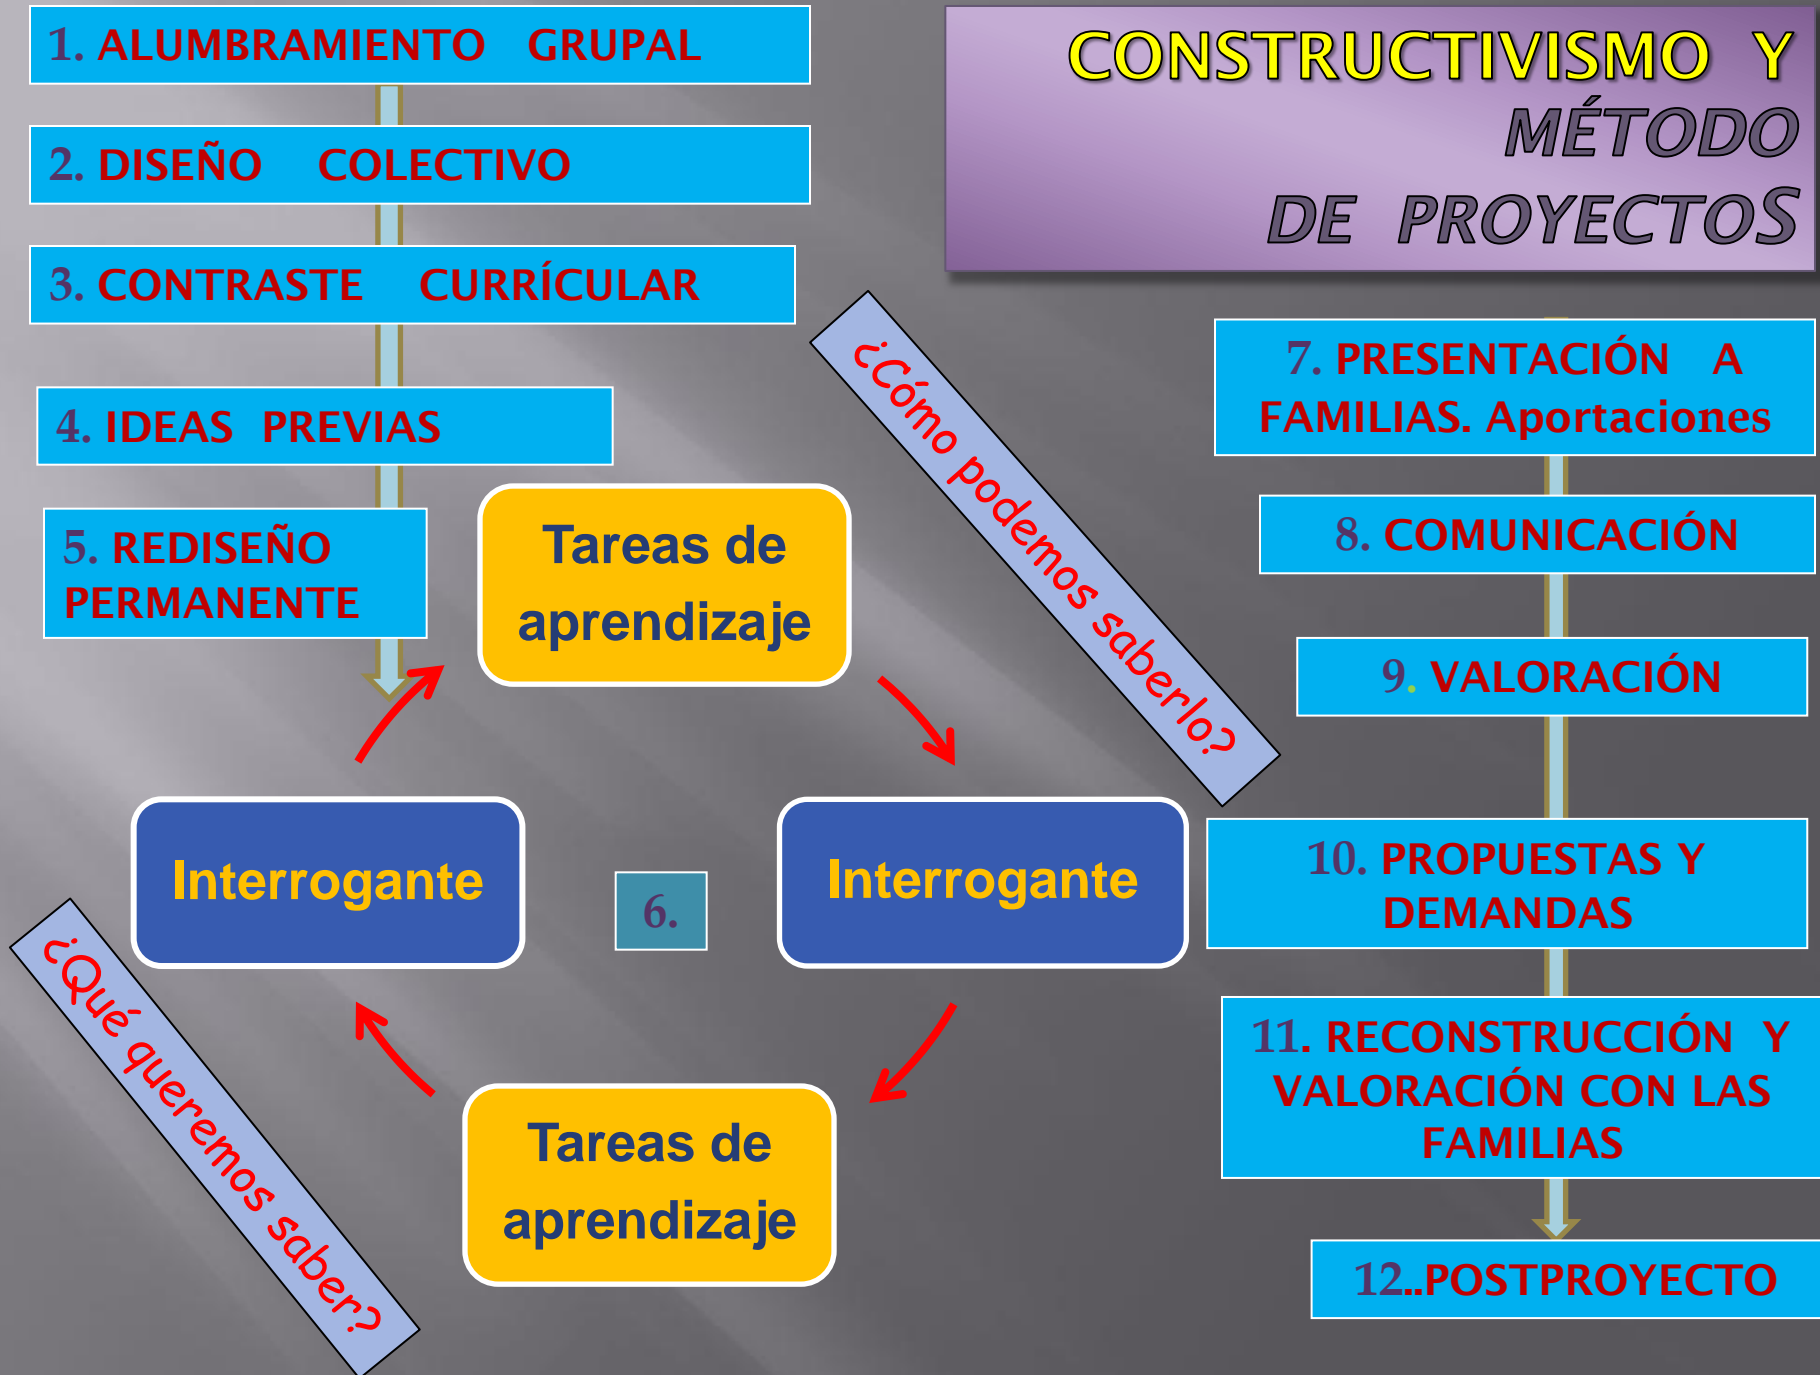 CONSTRUCTIVISMO Y
MÉTODO
DE PROYECTOS
1. ALUMBRAMIENTO GRUPAL
2. DISEÑO COLECTIVO
3. CONTRASTE CURRÍCULAR
4. IDEAS PREVIAS
5. REDISEÑO
PERMANENTE
Tareas de
aprendizaje
¿Cómo podemos saberlo?
Interrogante
6.
Interrogante
¿Qué queremos saber?
Tareas de
aprendizaje
7. PRESENTACIÓN A
FAMILIAS. Aportaciones
8. COMUNICACIÓN
9. VALORACIÓN
10. PROPUESTAS Y
DEMANDAS
11. RECONSTRUCCIÓN Y
VALORACIÓN CON LAS
FAMILIAS
12..POSTPROYECTO